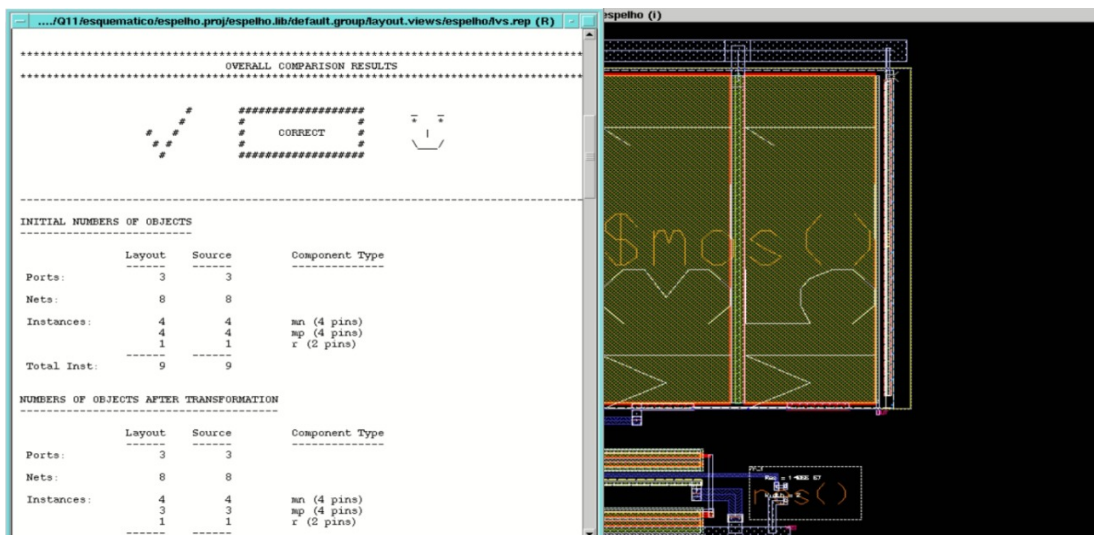 ..../Q11/esquematico/espelho.proj/espelho.lib/default.group/layout.views/espelho/lvs.rep (R)
espelho (i)
OVERALL COMPARISON RESULTS
CORRECT
INITIAL NUMBERS OF OBJECTS
Layout Source Component Type
Ports: 3 3
Nets: 8 8
Instances: 4 4 mn (4 pins)
4 4 mp (4 pins)
1 1 r (2 pins)
Total Inst: 9 9
NUMBERS OF OBJECTS AFTER TRANSFORMATION
Layout Source Component Type
Ports: 3 3
Nets: 8 8
Instances: 4 4 mn (4 pins)
3 3 mp (4 pins)
1 1 r (2 pins)
$mos()